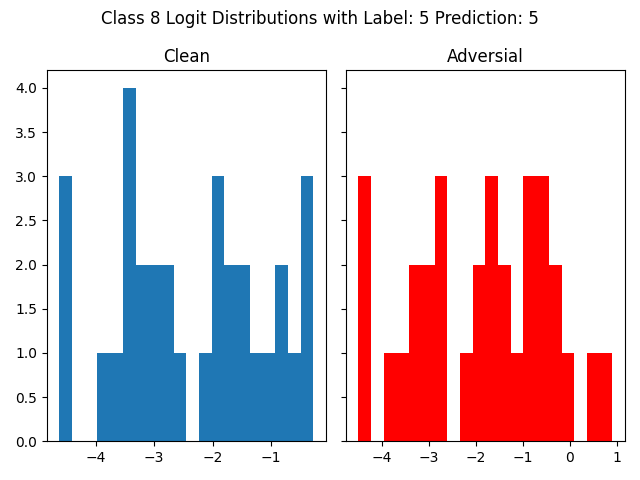 Class 8 Logit Distributions with Label: 5 Prediction: 5
Clean
Adversial
4.0
3.5
3.0
2.5
2.0
1.5
1.0
0.5
0.0
−4 −3 −2 −1
−4 −3 −2 −1 0 1